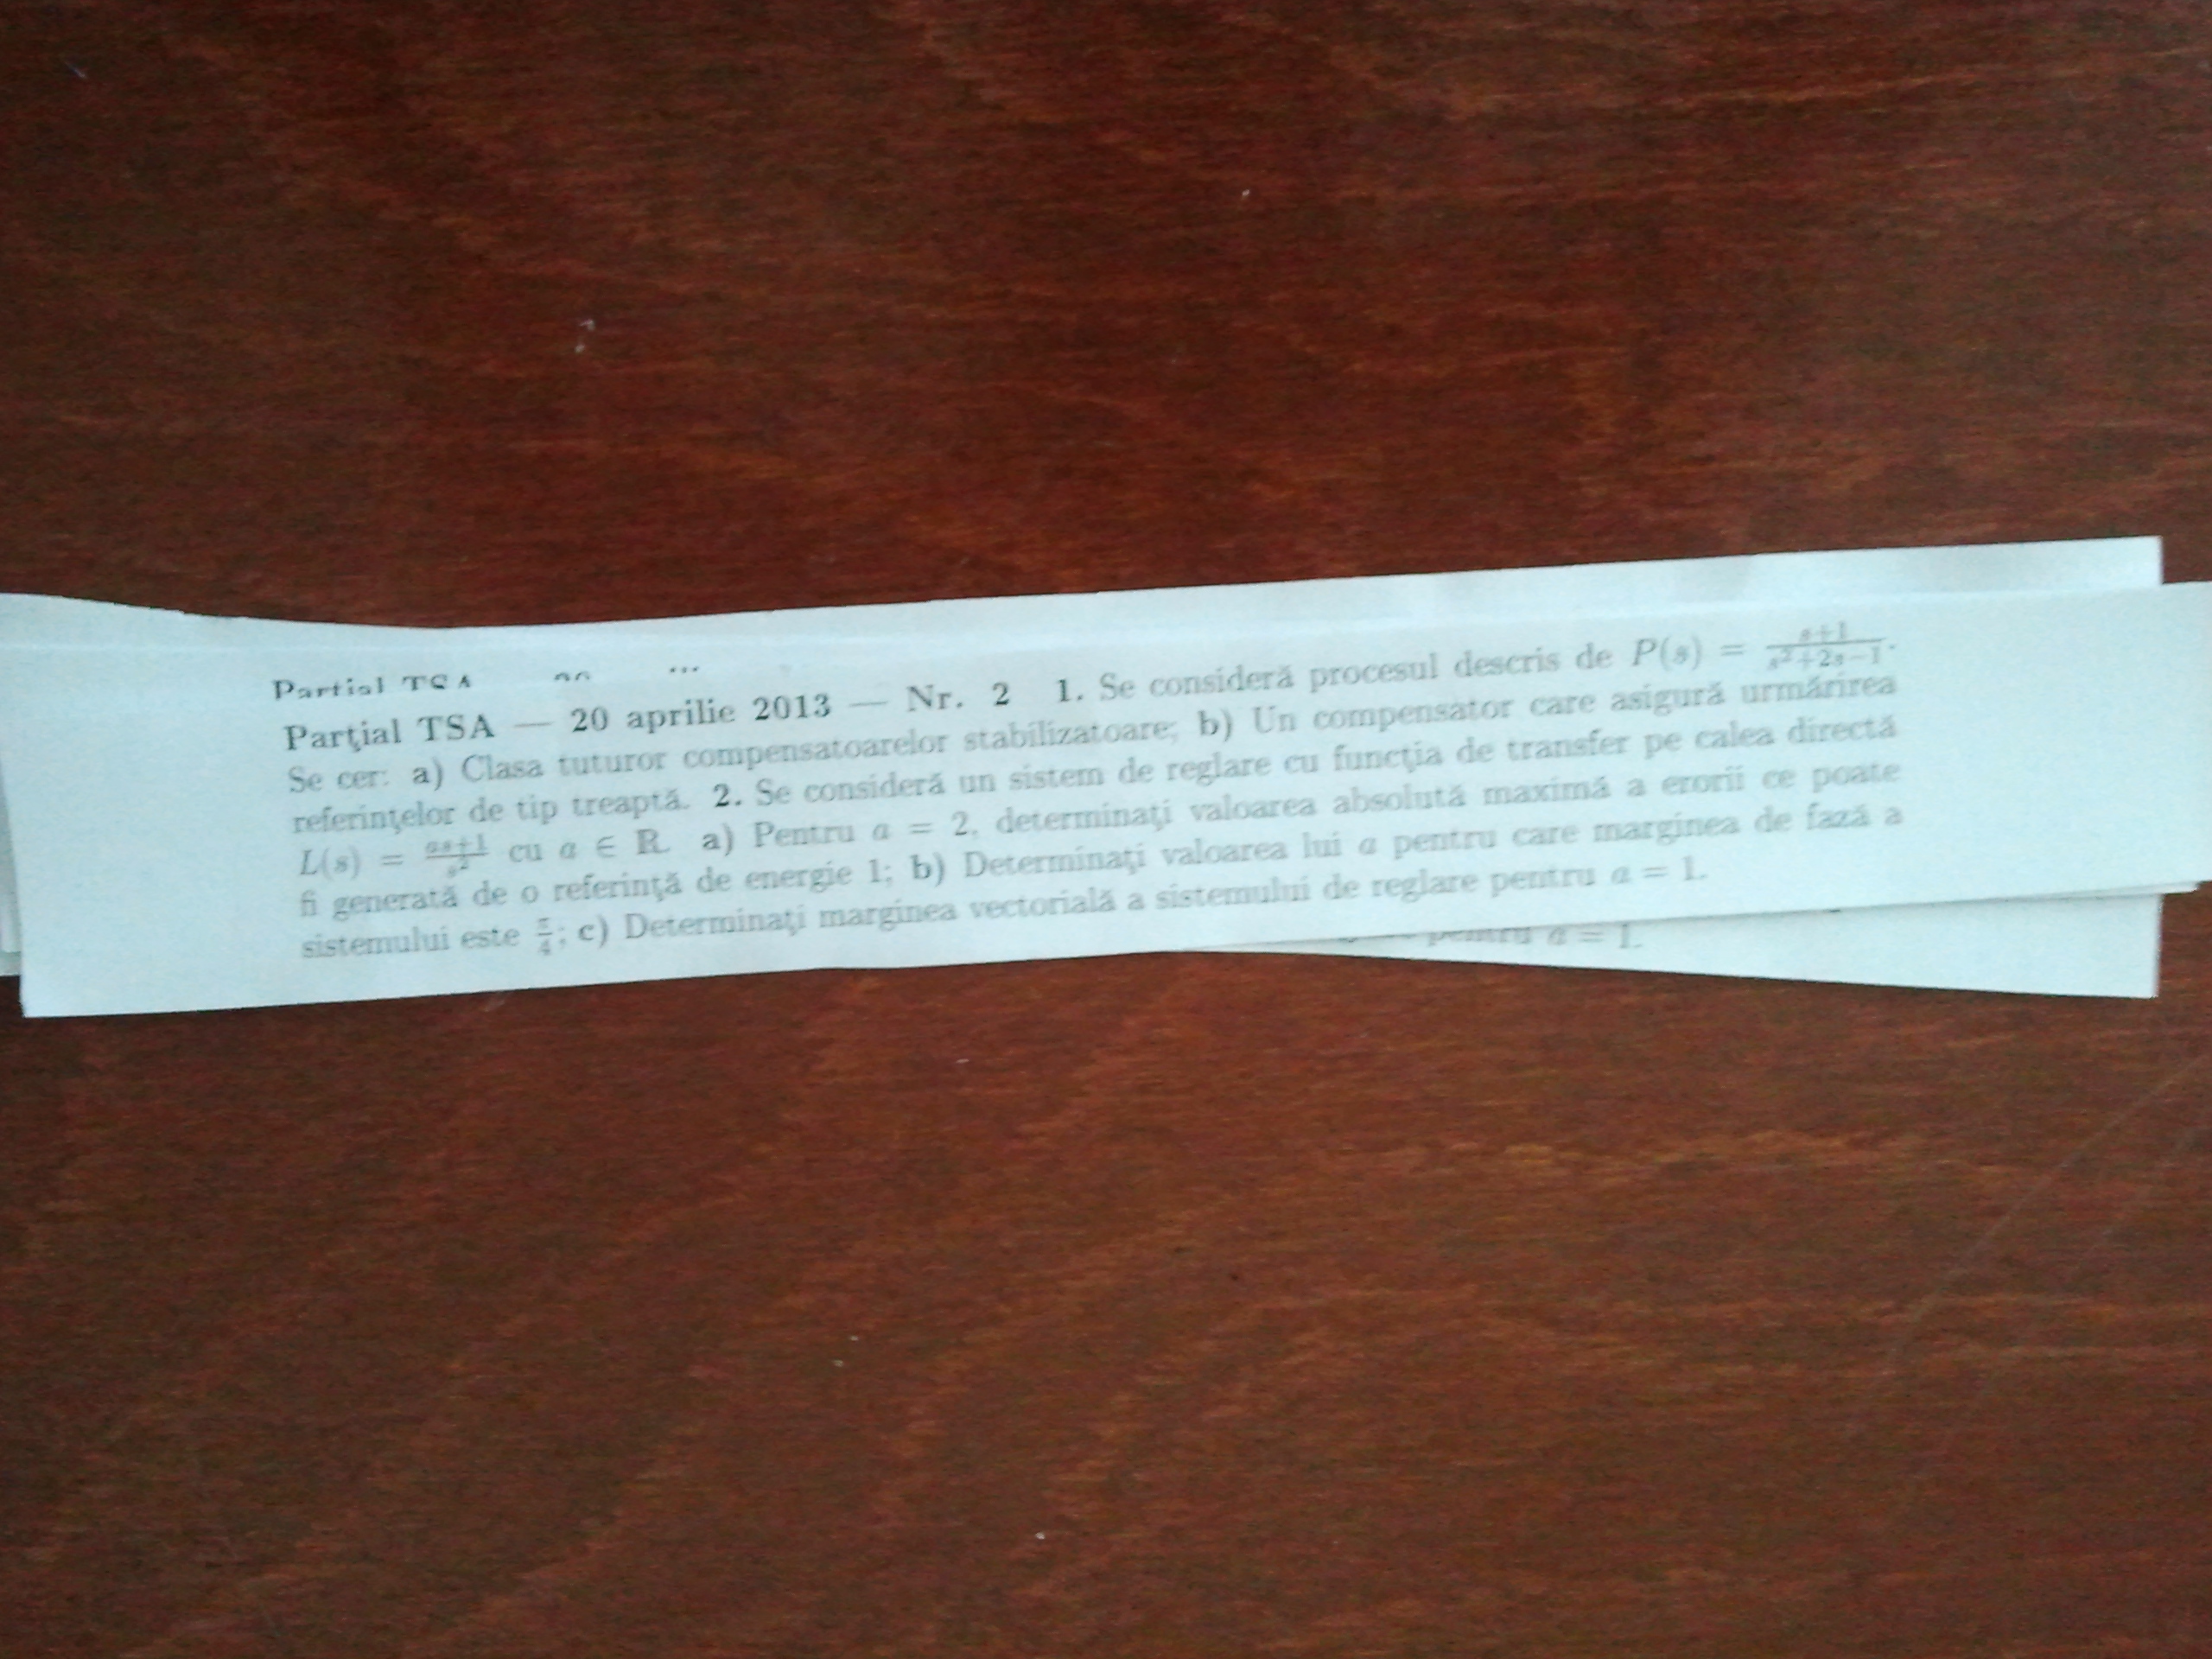 Parţial TSA
Parţial TSA — 20 aprilie 2013 — Nr. 2 1. Se consideră procesul descris de P(s) = \frac{s+1}{s^2+2s-1}.
Se cer: a) Clasa tuturor compensatoarelor stabilizatoare; b) Un compensator care asigură urmărirea
referinţelor de tip treaptă. 2. Se consideră un sistem de reglare cu funcţia de transfer pe calea directă
L(s) = \frac{as+1}{s^2} cu a ∈ ℝ. a) Pentru a = 2, determinaţi valoarea absolută maximă a erorii ce poate
fi generată de o referinţă de energie 1; b) Determinaţi valoarea lui a pentru care marginea de fază a
sistemului este \frac{π}{4}; c) Determinaţi marginea vectorială a sistemului de reglare pentru a = 1.
pentru a = 1.